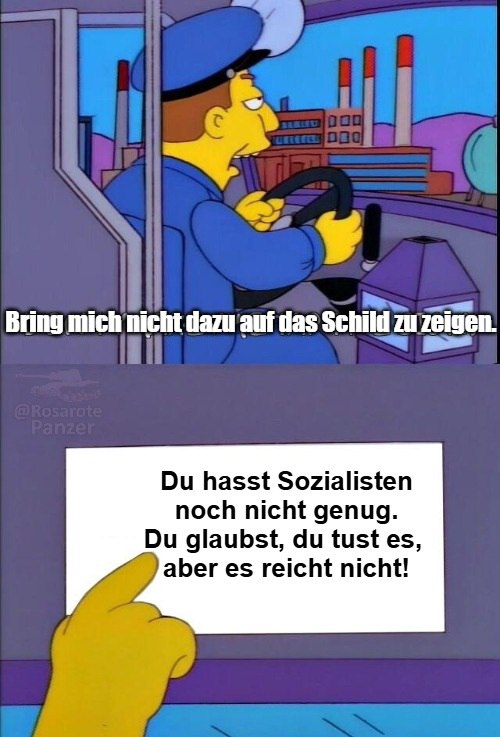 Bring mich nicht dazu auf das Schild zu zeigen.
@Rosarote
Panzer
Du hasst Sozialisten
noch nicht genug.
Du glaubst, du tust es,
aber es reicht nicht!